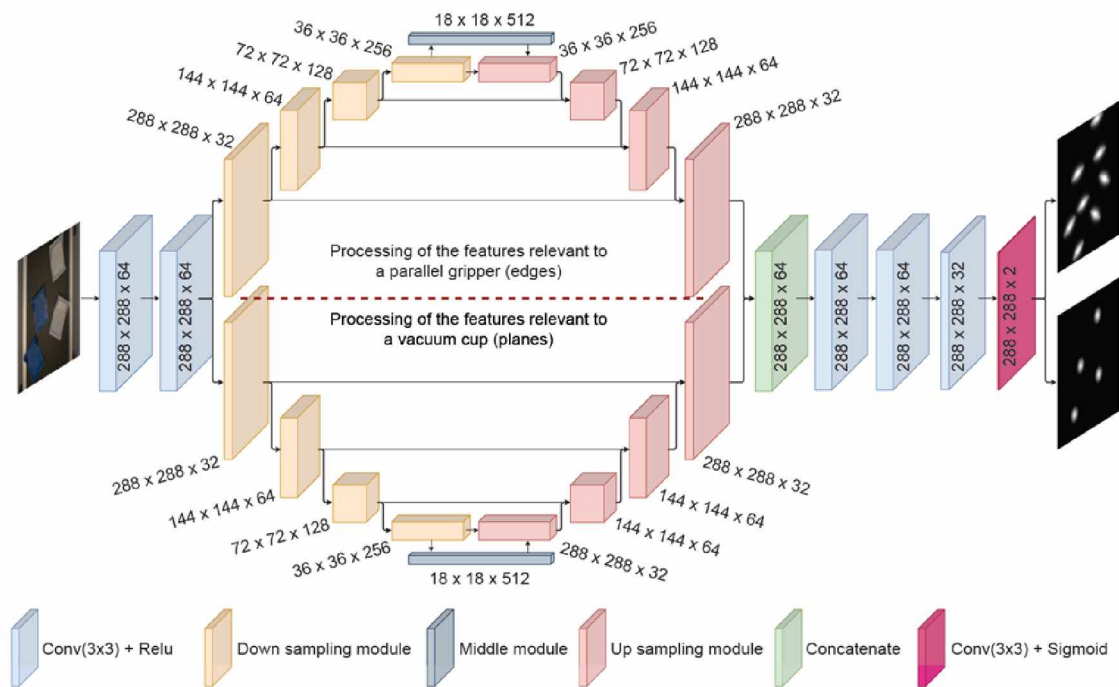 18 x 18 x 512
36 x 36 x 256
36 x 36 x 256
72 x 72 x 128
72 x 72 x 128
144 x 144 x 64
144 x 144 x 64
288 x 288 x 32
288 x 288 x 32
Processing of the features relevant to
a parallel gripper (edges)
288 x 288 x 64
288 x 288 x 64
288 x 288 x 64
288 x 288 x 64
288 x 288 x 64
288 x 288 x 32
288 x 288 x 2
Processing of the features relevant to
a vacuum cup (planes)
288 x 288 x 32
288 x 288 x 32
144 x 144 x 64
144 x 144 x 64
72 x 72 x 128
144 x 144 x 64
36 x 36 x 256
288 x 288 x 32
18 x 18 x 512
Conv(3x3) + Relu
Down sampling module
Middle module
Up sampling module
Concatenate
Conv(3x3) + Sigmoid